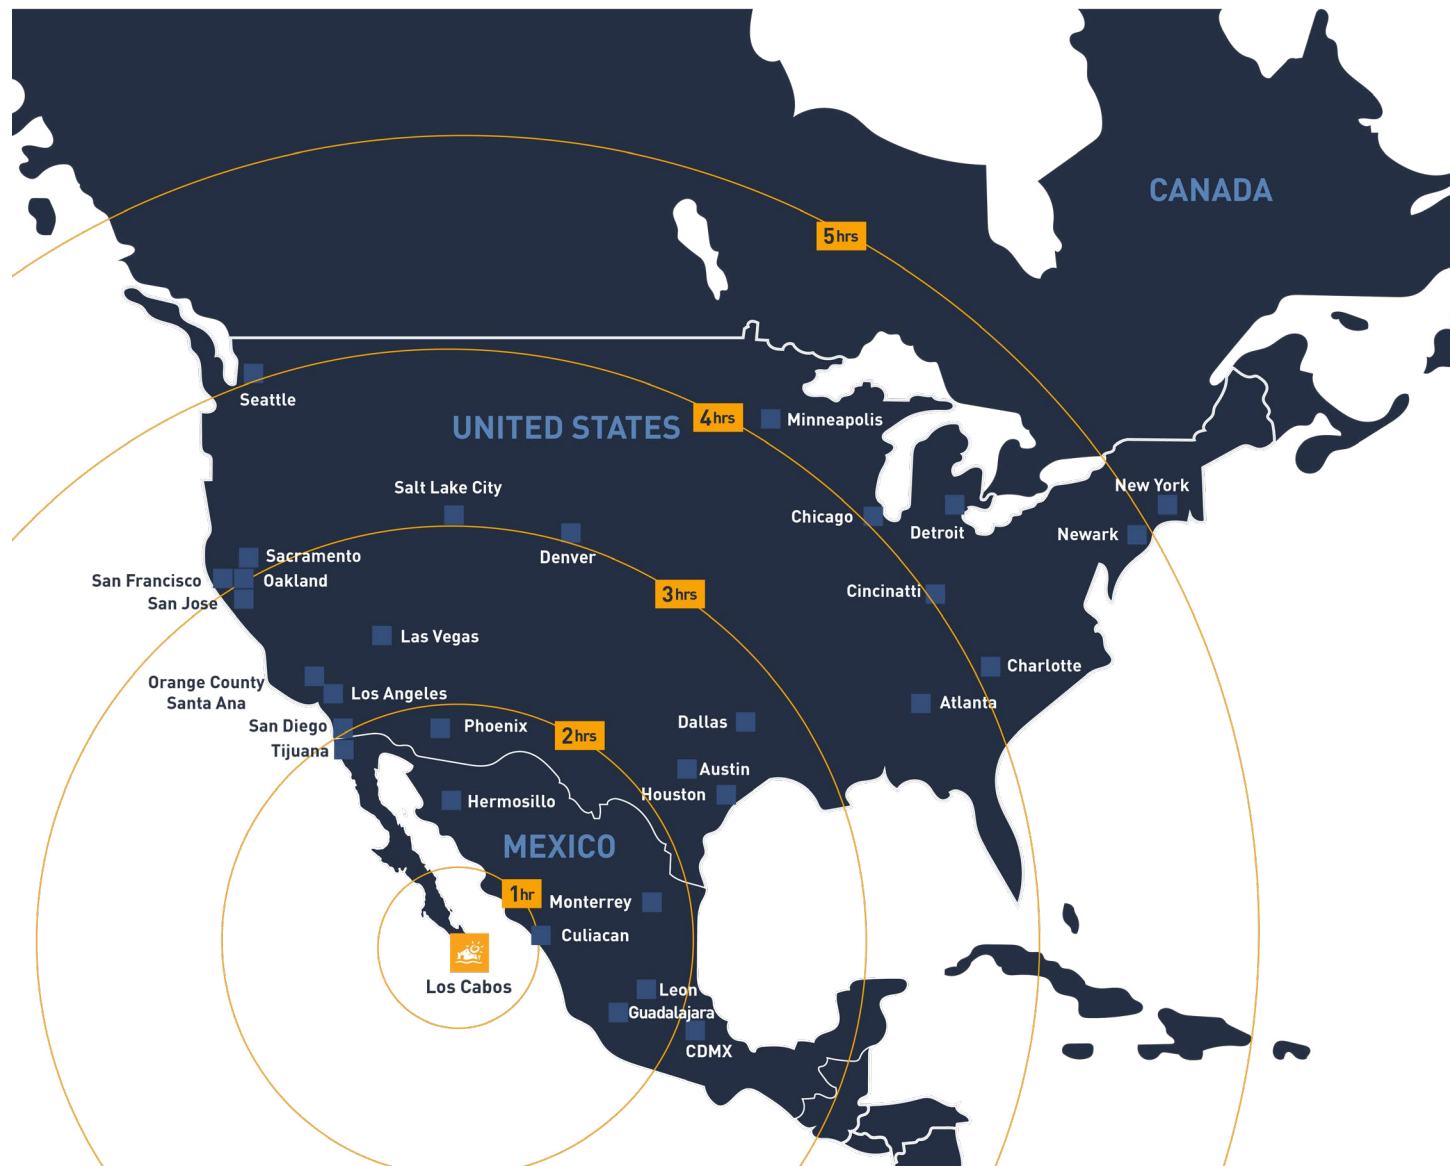 CANADA
5hrs
Seattle
UNITED STATES
4hrs
Minneapolis
Salt Lake City
New York
Chicago
Detroit
Newark
Denver
Sacramento
San Francisco
Oakland
San Jose
3hrs
Cincinatti
Las Vegas
Charlotte
Orange County
Santa Ana
Los Angeles
Atlanta
San Diego
Phoenix
Dallas
2hrs
Tijuana
Austin
Houston
Hermosillo
MEXICO
1hr
Monterrey
Culiacan
Los Cabos
Leon
Guadalajara
CDMX